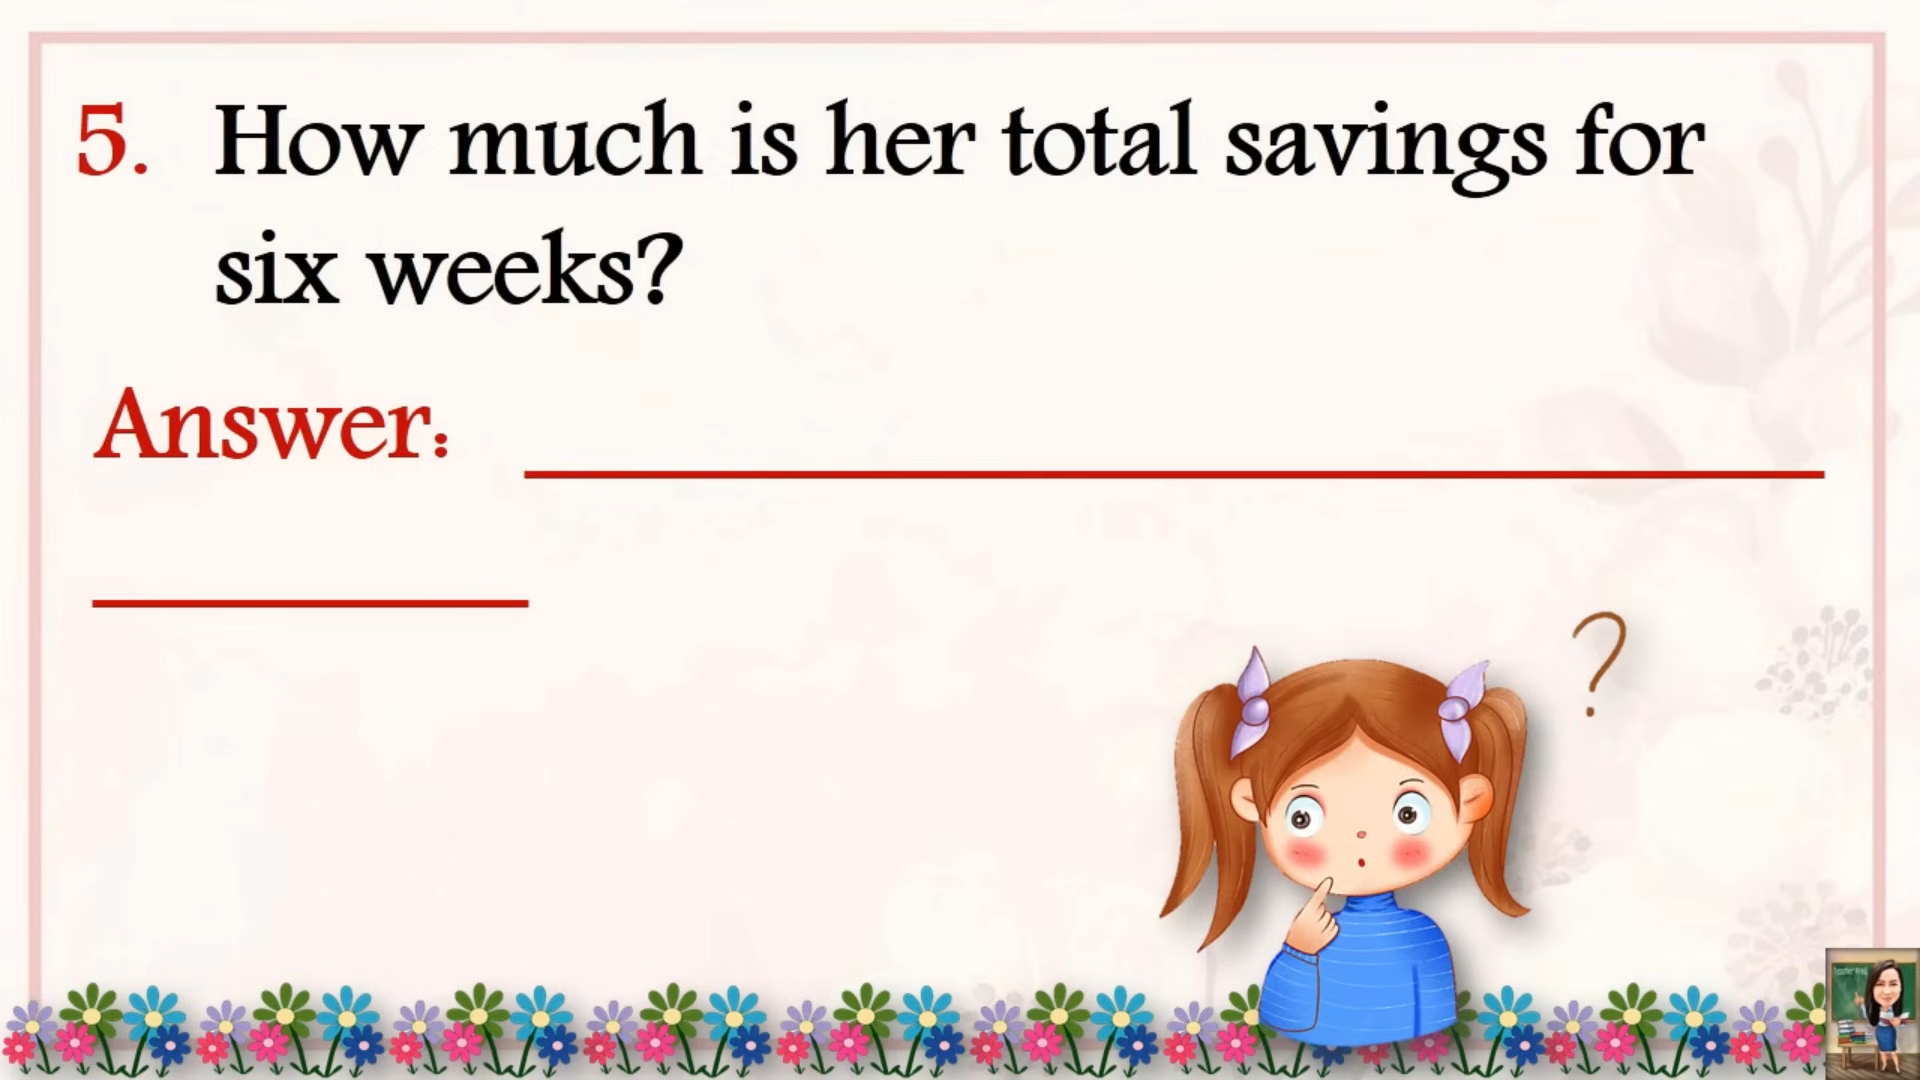 5. How much is her total savings for
six weeks?
Answer:
?